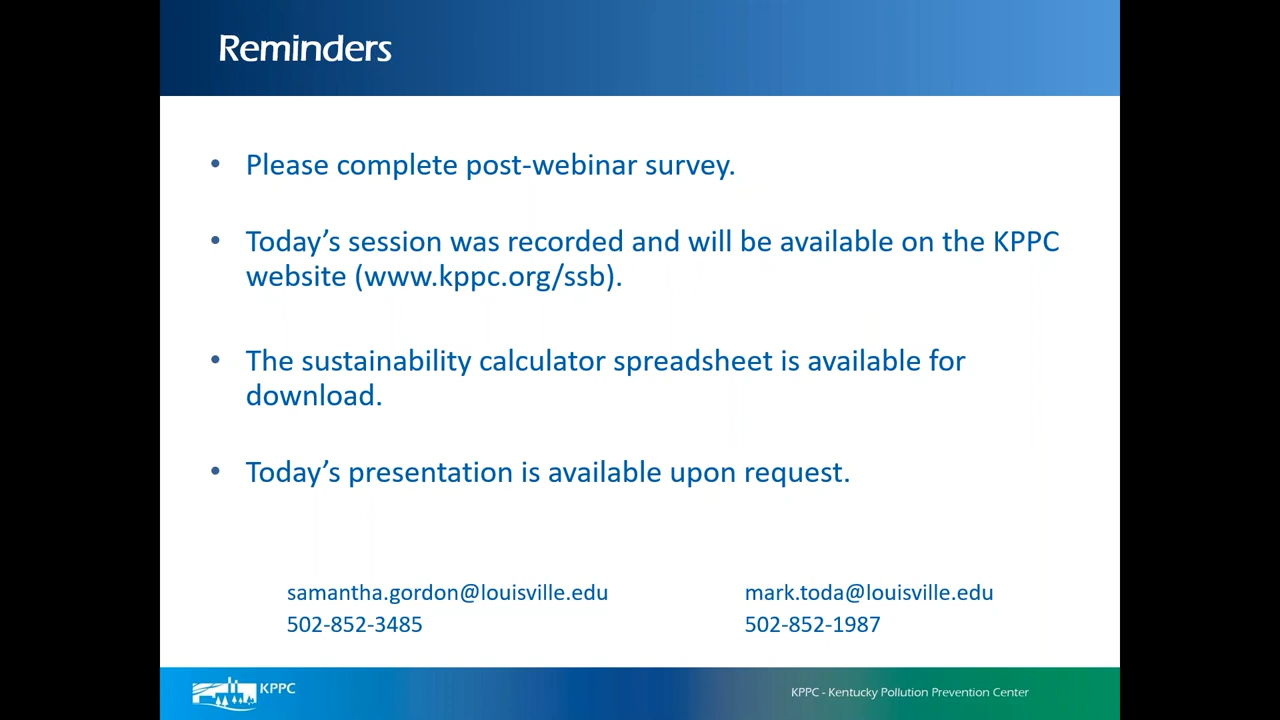 Reminders
• Please complete post-webinar survey.
• Today’s session was recorded and will be available on the KPPC
website (www.kppc.org/ssb).
• The sustainability calculator spreadsheet is available for
download.
• Today’s presentation is available upon request.
samantha.gordon@louisville.edu
502-852-3485
mark.toda@louisville.edu
502-852-1987
KPPC
KPPC - Kentucky Pollution Prevention Center